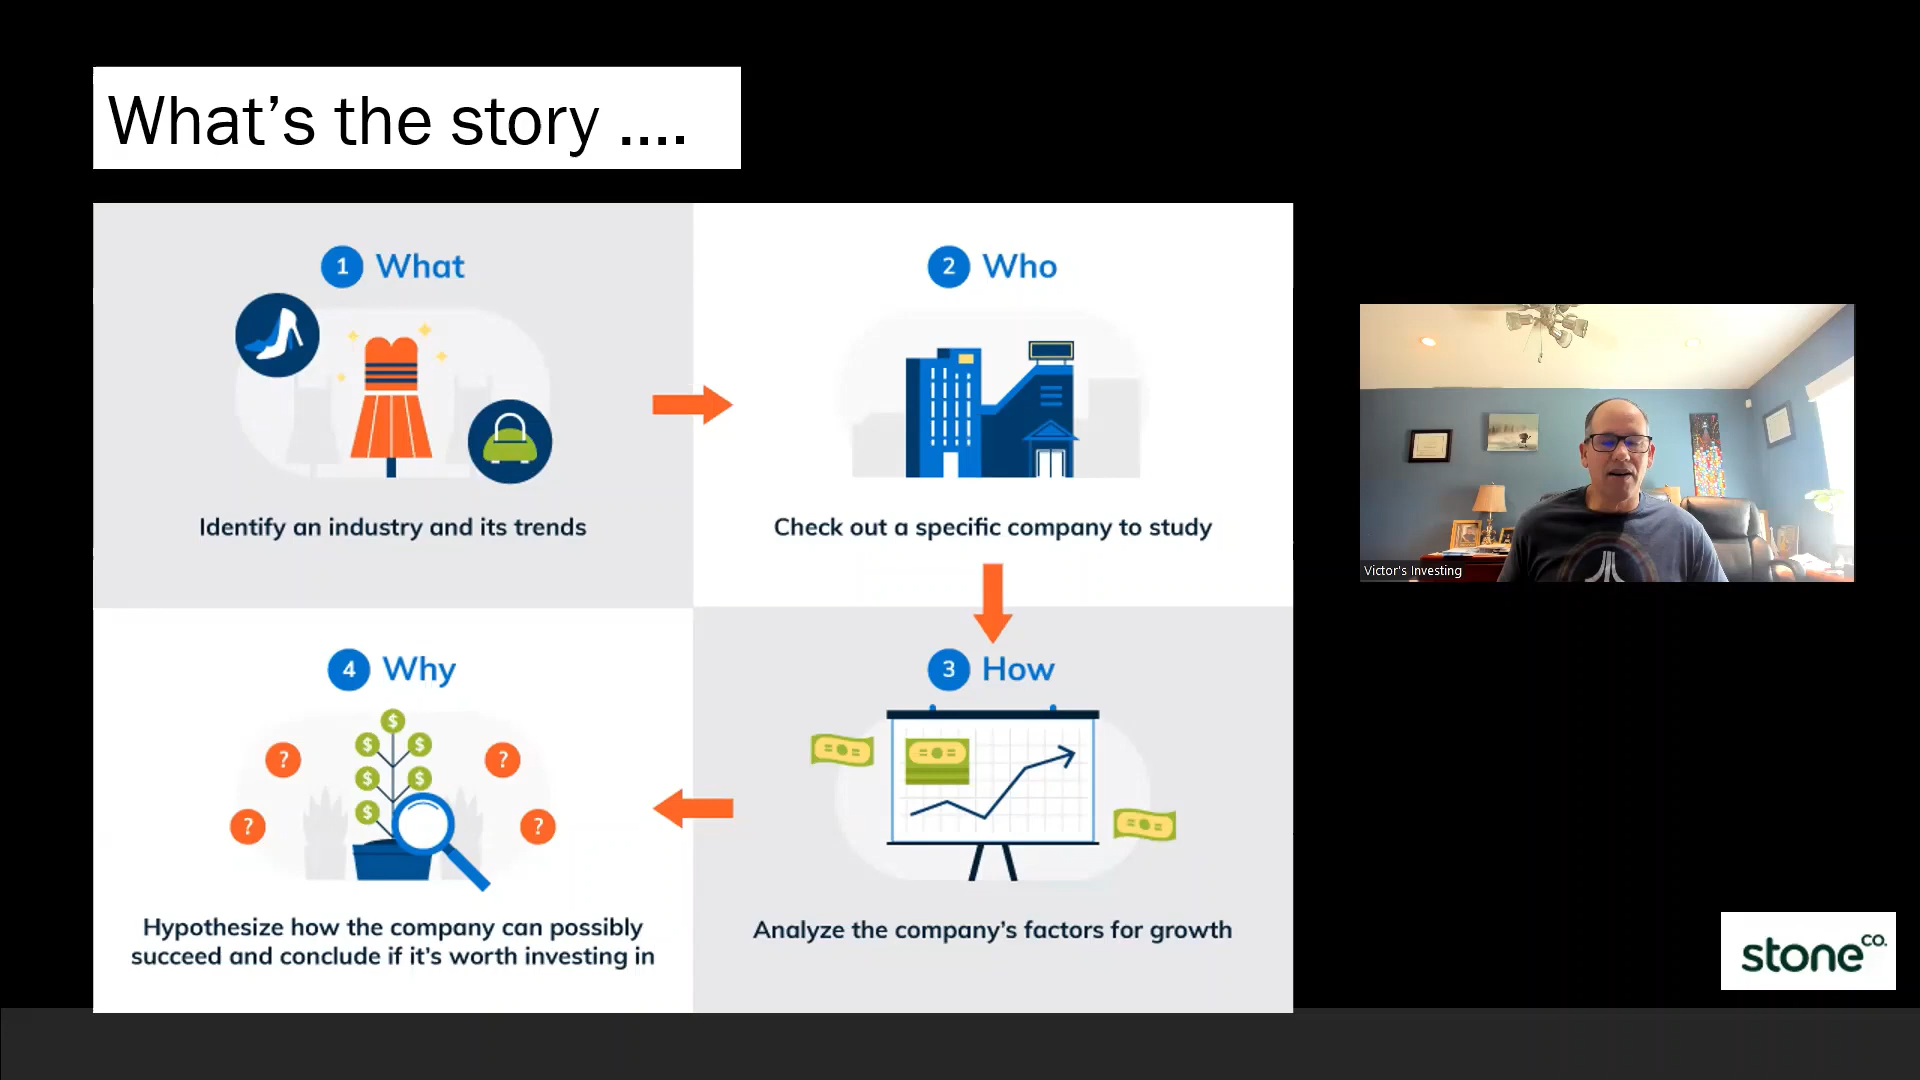 What's the story ....
1 What
Identify an industry and its trends
2 Who
Check out a specific company to study
3 How
$
$ $
$ $
$
? ?
? ?
Analyze the company's factors for growth
4 Why
Hypothesize how the company can possibly
succeed and conclude if it's worth investing in
Victor's Investing
stone co.